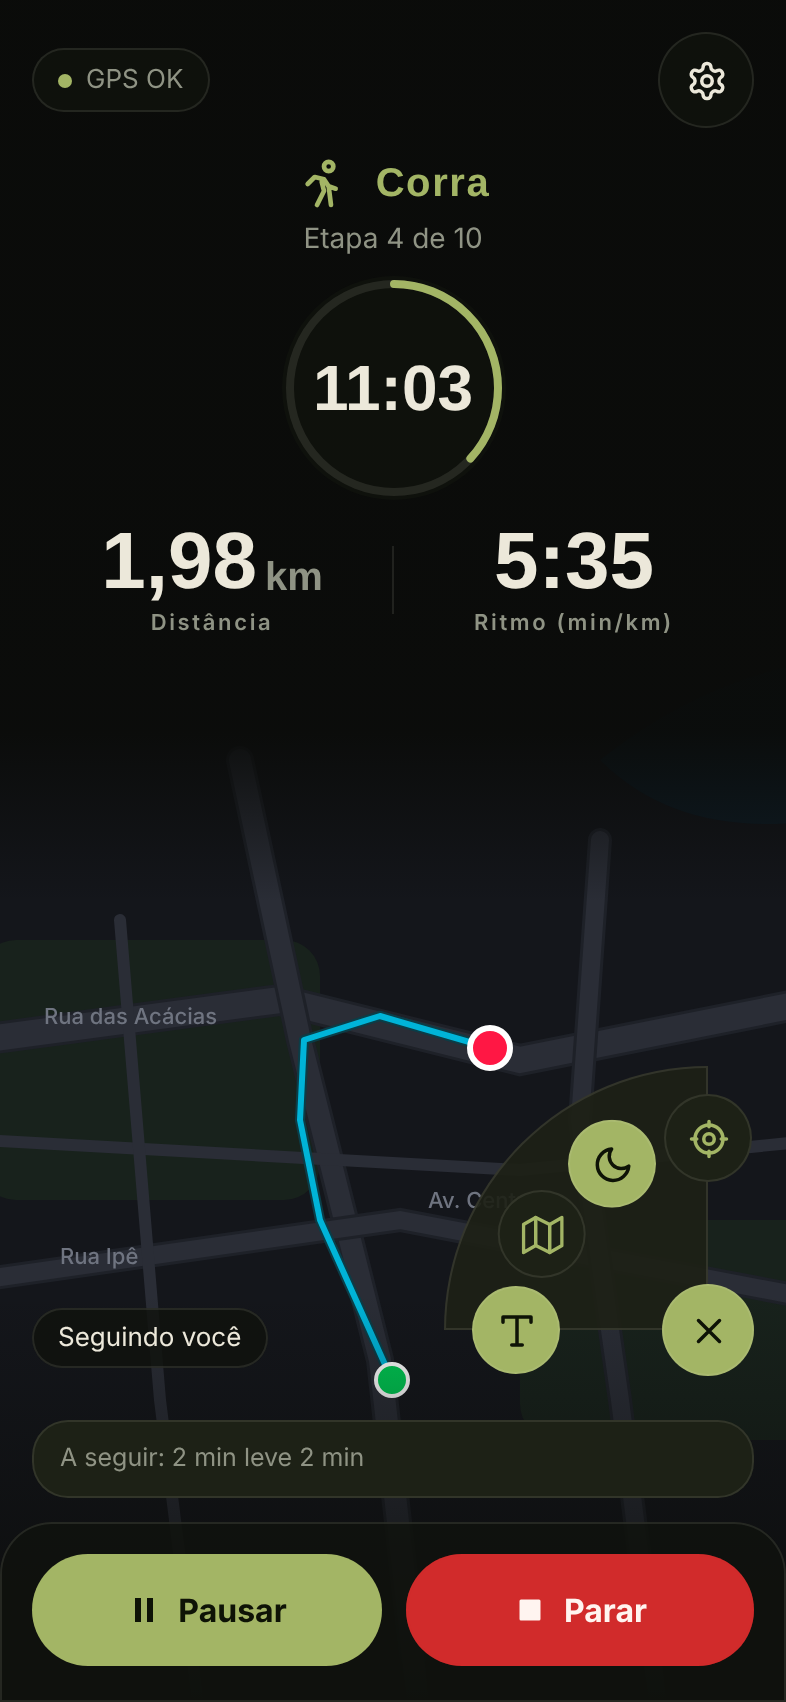 GPS OK
Corra
Etapa 4 de 10
11:03
1,98 km
Distância
5:35
Ritmo (min/km)
Rua das Acácias
Av. Cent
Rua Ipê
Seguindo você
A seguir: 2 min leve 2 min
Pausar
Parar